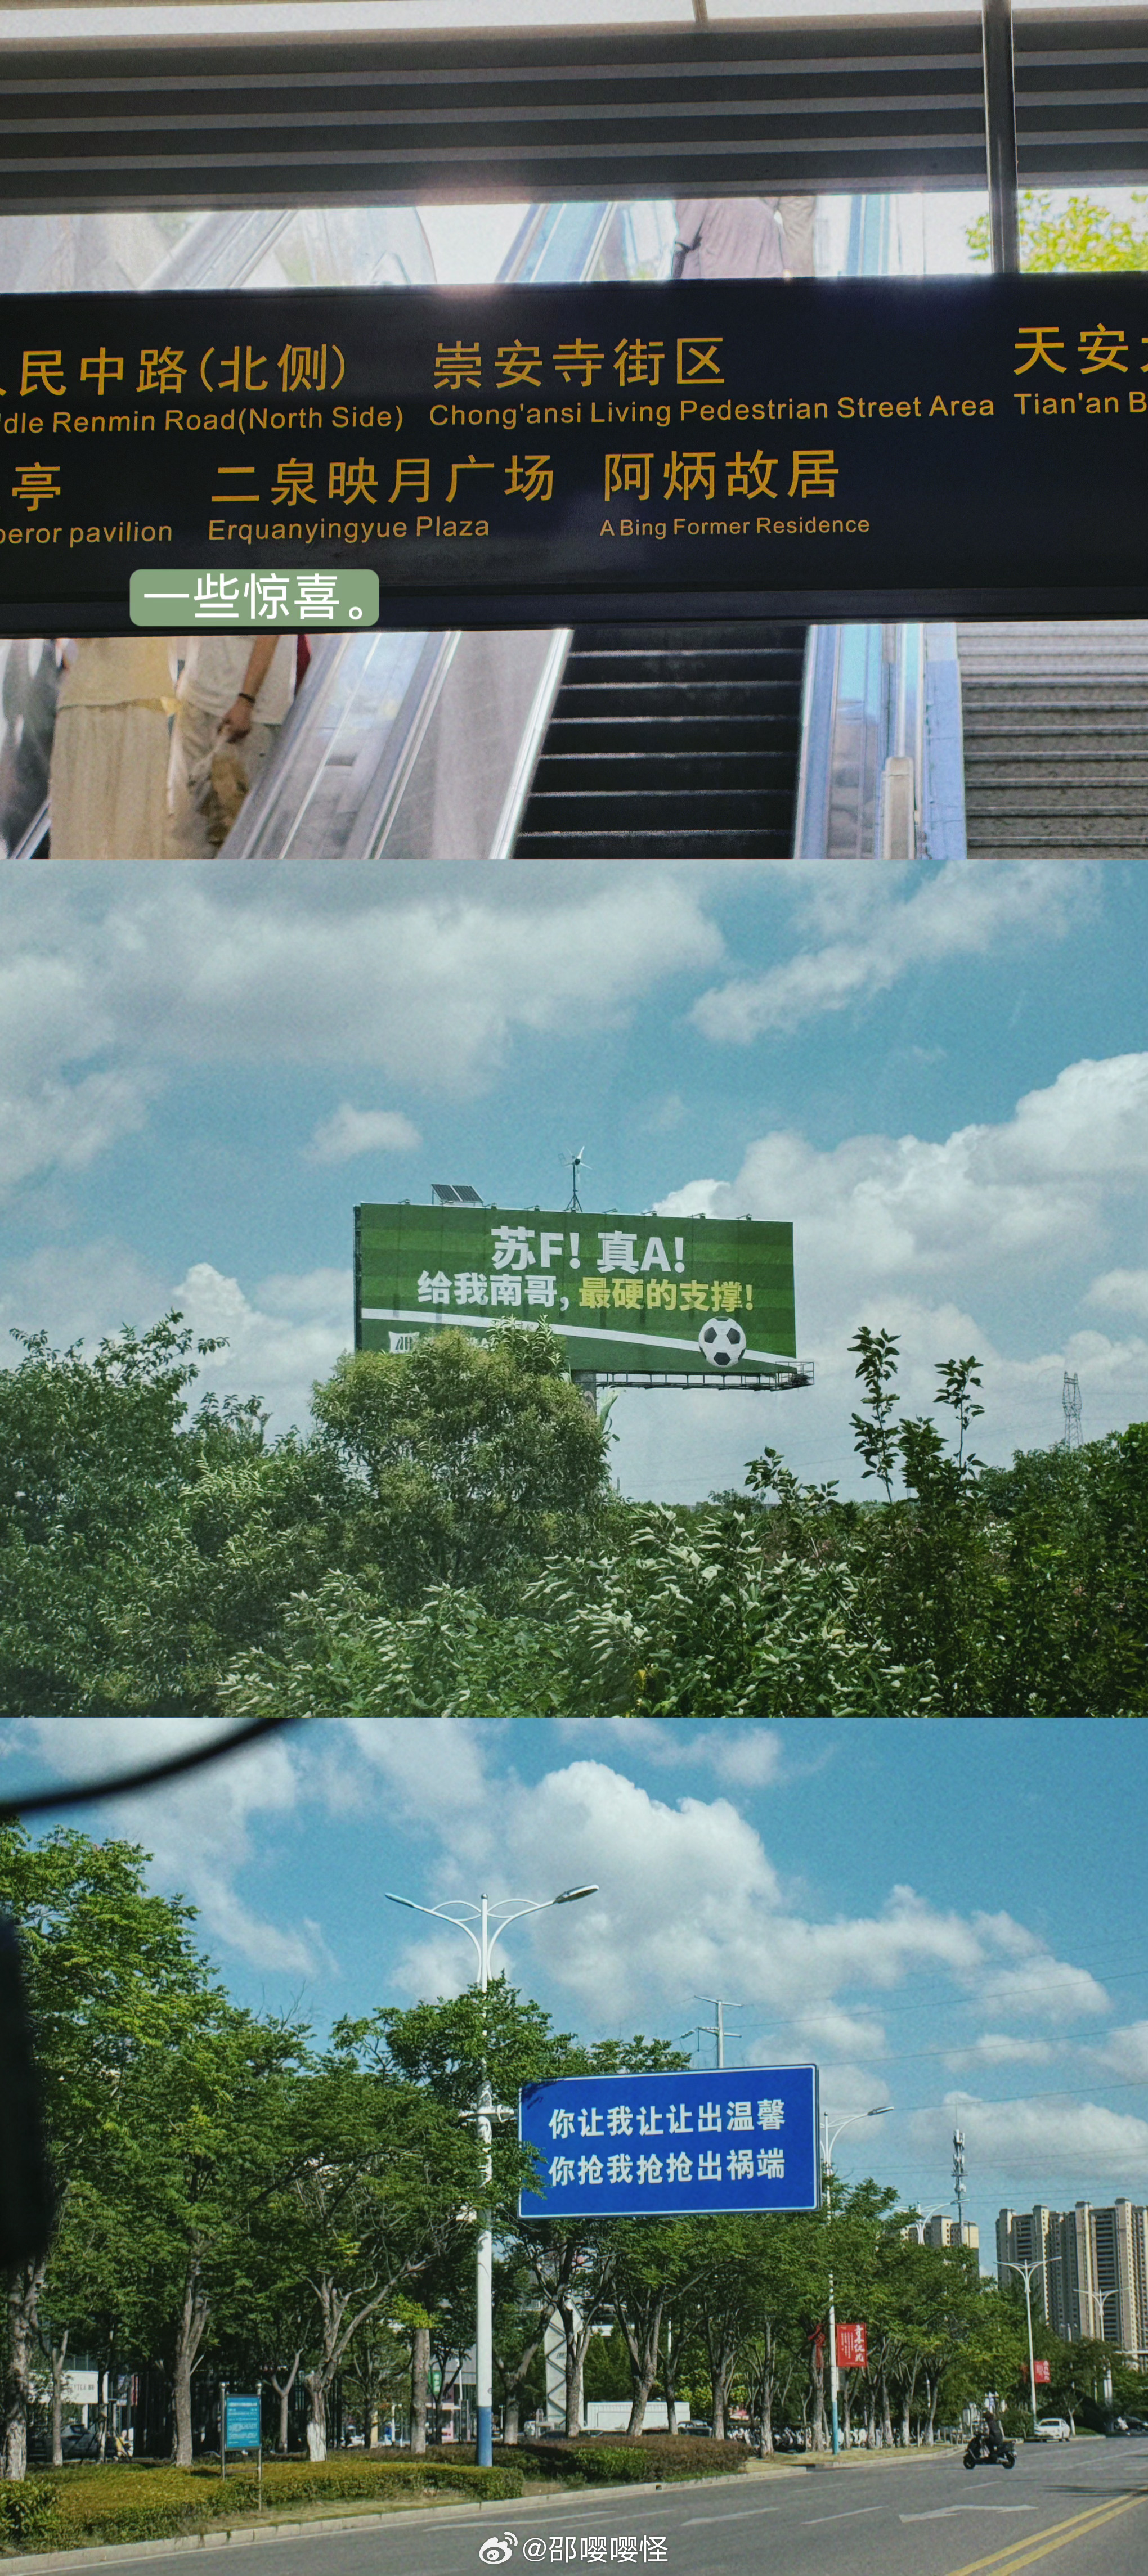 民中路(北侧) 崇安寺街区 天安
dle Renmin Road(North Side) Chong'ansi Living Pedestrian Street Area Tian'an B
亭 二泉映月广场 阿炳故居
peror pavilion Erquanyingyue Plaza A Bing Former Residence
一些惊喜。
苏F! 真A!
给我南哥, 最硬的支撑!
你让我让让出温馨
你抢我抢抢出祸端
@邵嘤嘤怪